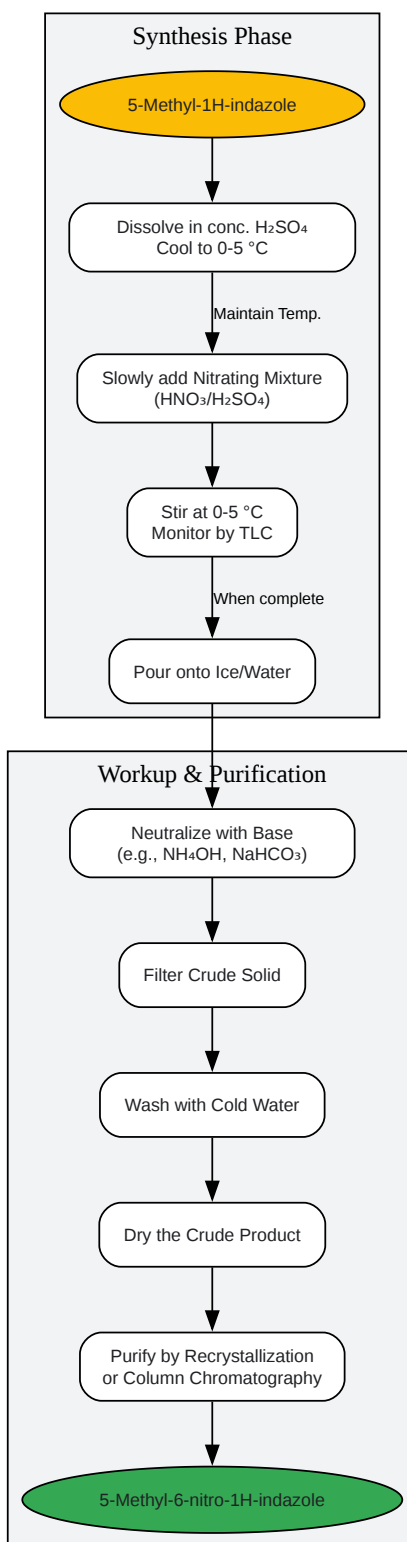 Synthesis Phase
5-Methyl-1H-indazole
Dissolve in conc. H₂SO₄
Cool to 0-5 °C
Maintain Temp.
Slowly add Nitrating Mixture
(HNO₃/H₂SO₄)
Stir at 0-5 °C
Monitor by TLC
When complete
Pour onto Ice/Water
Workup & Purification
Neutralize with Base
(e.g., NH₄OH, NaHCO₃)
Filter Crude Solid
Wash with Cold Water
Dry the Crude Product
Purify by Recrystallization
or Column Chromatography
5-Methyl-6-nitro-1H-indazole